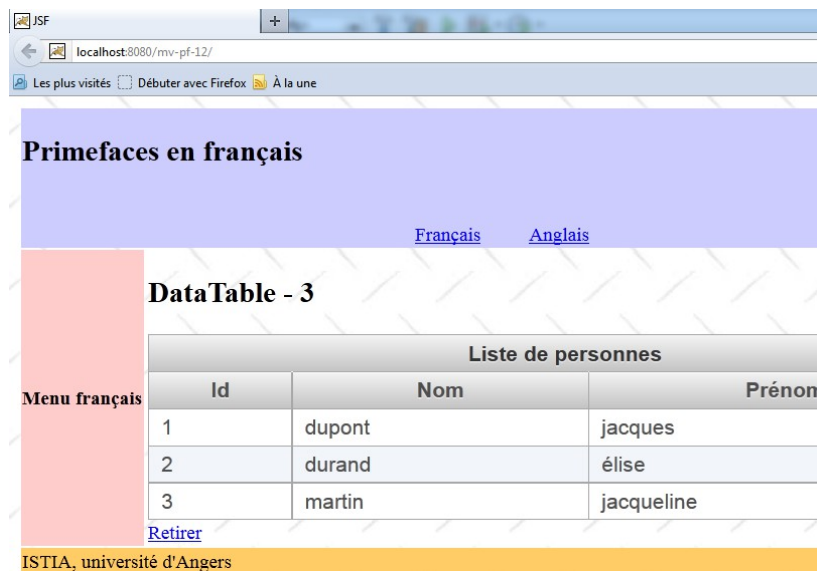 JSF
localhost:8080/mv-pf-12/
Les plus visités Débuter avec Firefox À la une
Primefaces en français
Français Anglais
DataTable - 3
Liste de personnes
Menu français
Id Nom Prénom
1 dupont jacques
2 durand élise
3 martin jacqueline
Retirer
ISTIA, université d'Angers